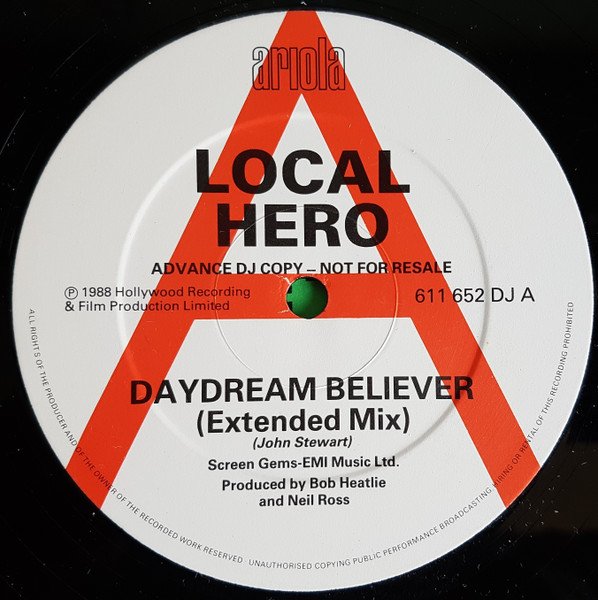 ariola
LOCAL
HERO
ADVANCE DJ COPY – NOT FOR RESALE
℗ 1988 Hollywood Recording
& Film Production Limited
611 652 DJ A
DAYDREAM BELIEVER
(Extended Mix)
(John Stewart)
Screen Gems-EMI Music Ltd.
Produced by Bob Heatlie
and Neil Ross
ALL RIGHTS OF THE PRODUCER AND OF THE OWNER OF THE RECORDED WORK RESERVED · UNAUTHORISED COPYING PUBLIC PERFORMANCE BROADCASTING HIRING OR RENTAL OF THIS RECORDING PROHIBITED
A